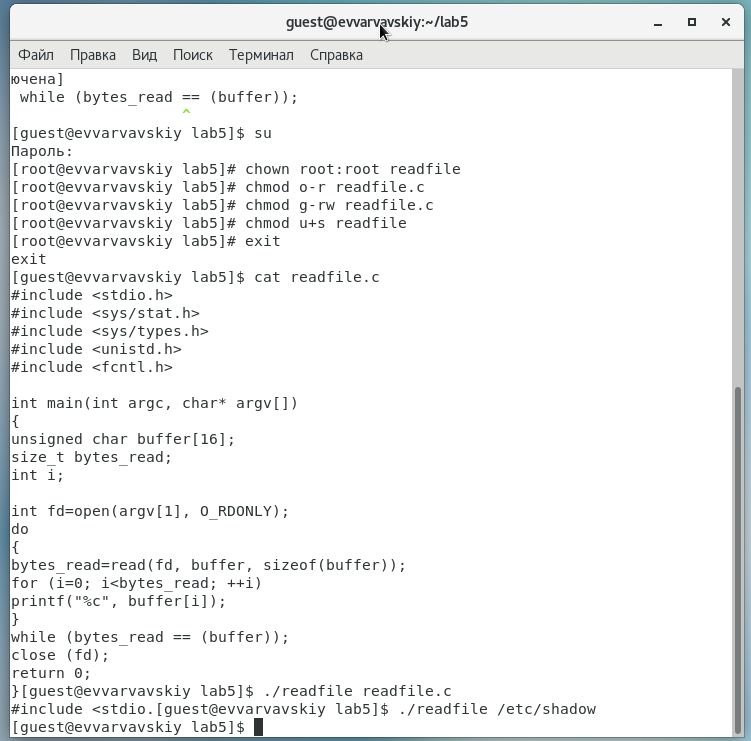 guest@evvarvavskiy:~/lab5
Файл Правка Вид Поиск Терминал Справка
ючена]
 while (bytes_read == (buffer));
                   ^
[guest@evvarvavskiy lab5]$ su
Пароль:
[root@evvarvavskiy lab5]# chown root:root readfile
[root@evvarvavskiy lab5]# chmod o-r readfile.c
[root@evvarvavskiy lab5]# chmod g-rw readfile.c
[root@evvarvavskiy lab5]# chmod u+s readfile
[root@evvarvavskiy lab5]# exit
exit
[guest@evvarvavskiy lab5]$ cat readfile.c
#include <stdio.h>
#include <sys/stat.h>
#include <sys/types.h>
#include <unistd.h>
#include <fcntl.h>

int main(int argc, char* argv[])
{
unsigned char buffer[16];
size_t bytes_read;
int i;

int fd=open(argv[1], O_RDONLY);
do
{
bytes_read=read(fd, buffer, sizeof(buffer));
for (i=0; i<bytes_read; ++i)
printf("%c", buffer[i]);
}
while (bytes_read == (buffer));
close (fd);
return 0;
}[guest@evvarvavskiy lab5]$ ./readfile readfile.c
#include <stdio.[guest@evvarvavskiy lab5]$ ./readfile /etc/shadow
[guest@evvarvavskiy lab5]$